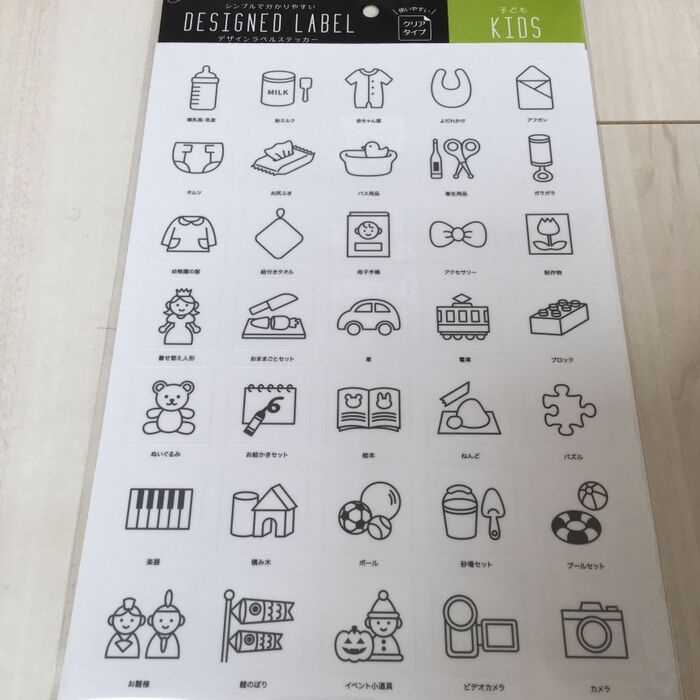 シンプルで分かりやすい
DESIGNED LABEL
デザインラベルステッカー
使いやすい
クリア
タイプ
子ども
KIDS
MILK
哺乳瓶・乳首
粉ミルク
赤ちゃん服
よだれかけ
アフガン
オムツ
お尻ふき
バス用品
衛生用品
ガラガラ
幼稚園の服
紐付きタオル
母子手帳
アクセサリー
制作物
着せ替え人形
おままごとセット
車
電車
ブロック
ぬいぐるみ
お絵かきセット
絵本
ねんど
パズル
楽器
積み木
ボール
砂場セット
プールセット
お雛様
鯉のぼり
イベント小道具
ビデオカメラ
カメラ